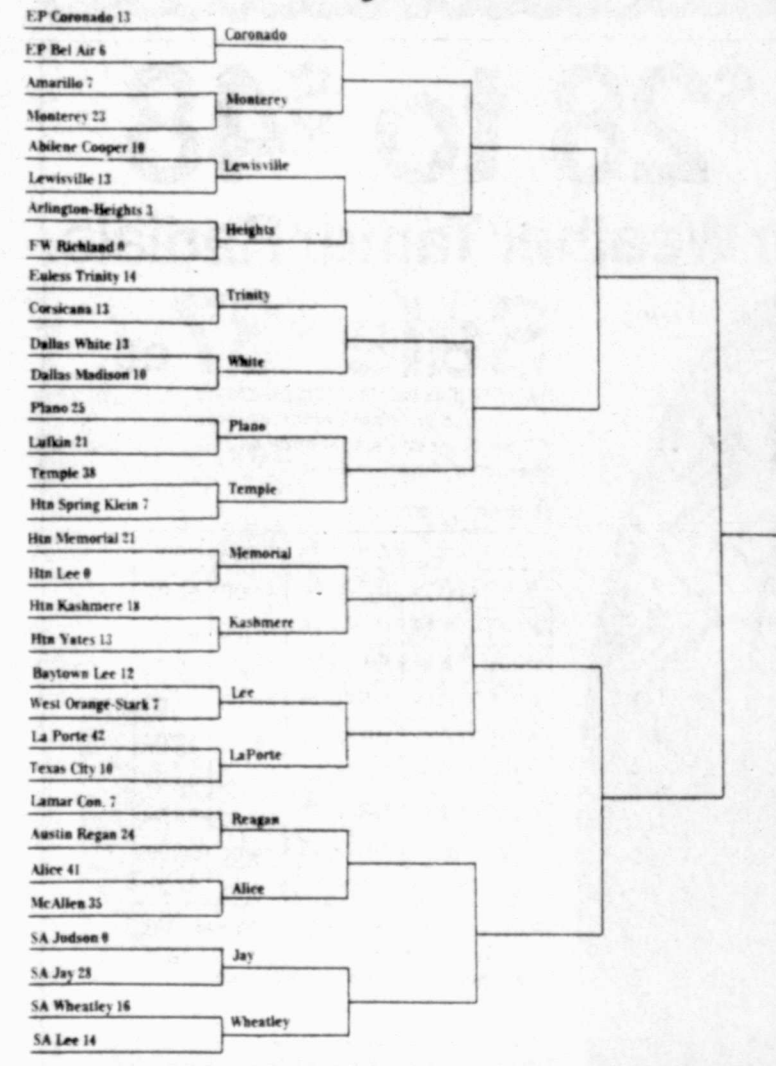 EP Coronado 13
Coronado
EP Bel Air 6
Amarillo 7
Monterey
Monterey 23
Abilene Cooper 10
Lewisville
Lewisville 13
Arlington-Heights 3
Heights
FW Richland 0
Euless Trinity 14
Trinity
Corsicana 13
Dallas White 13
White
Dallas Madison 10
Plano 25
Plano
Lufkin 21
Temple 38
Temple
Htn Spring Klein 7
Htn Memorial 21
Memorial
Htn Lee 0
Htn Kashmere 18
Kashmere
Htn Yates 13
Baytown Lee 12
Lee
West Orange-Stark 7
La Porte 42
LaPorte
Texas City 10
Lamar Con. 7
Reagan
Austin Regan 24
Alice 41
Alice
McAllen 35
SA Judson 0
Jay
SA Jay 28
SA Wheatley 16
Wheatley
SA Lee 14